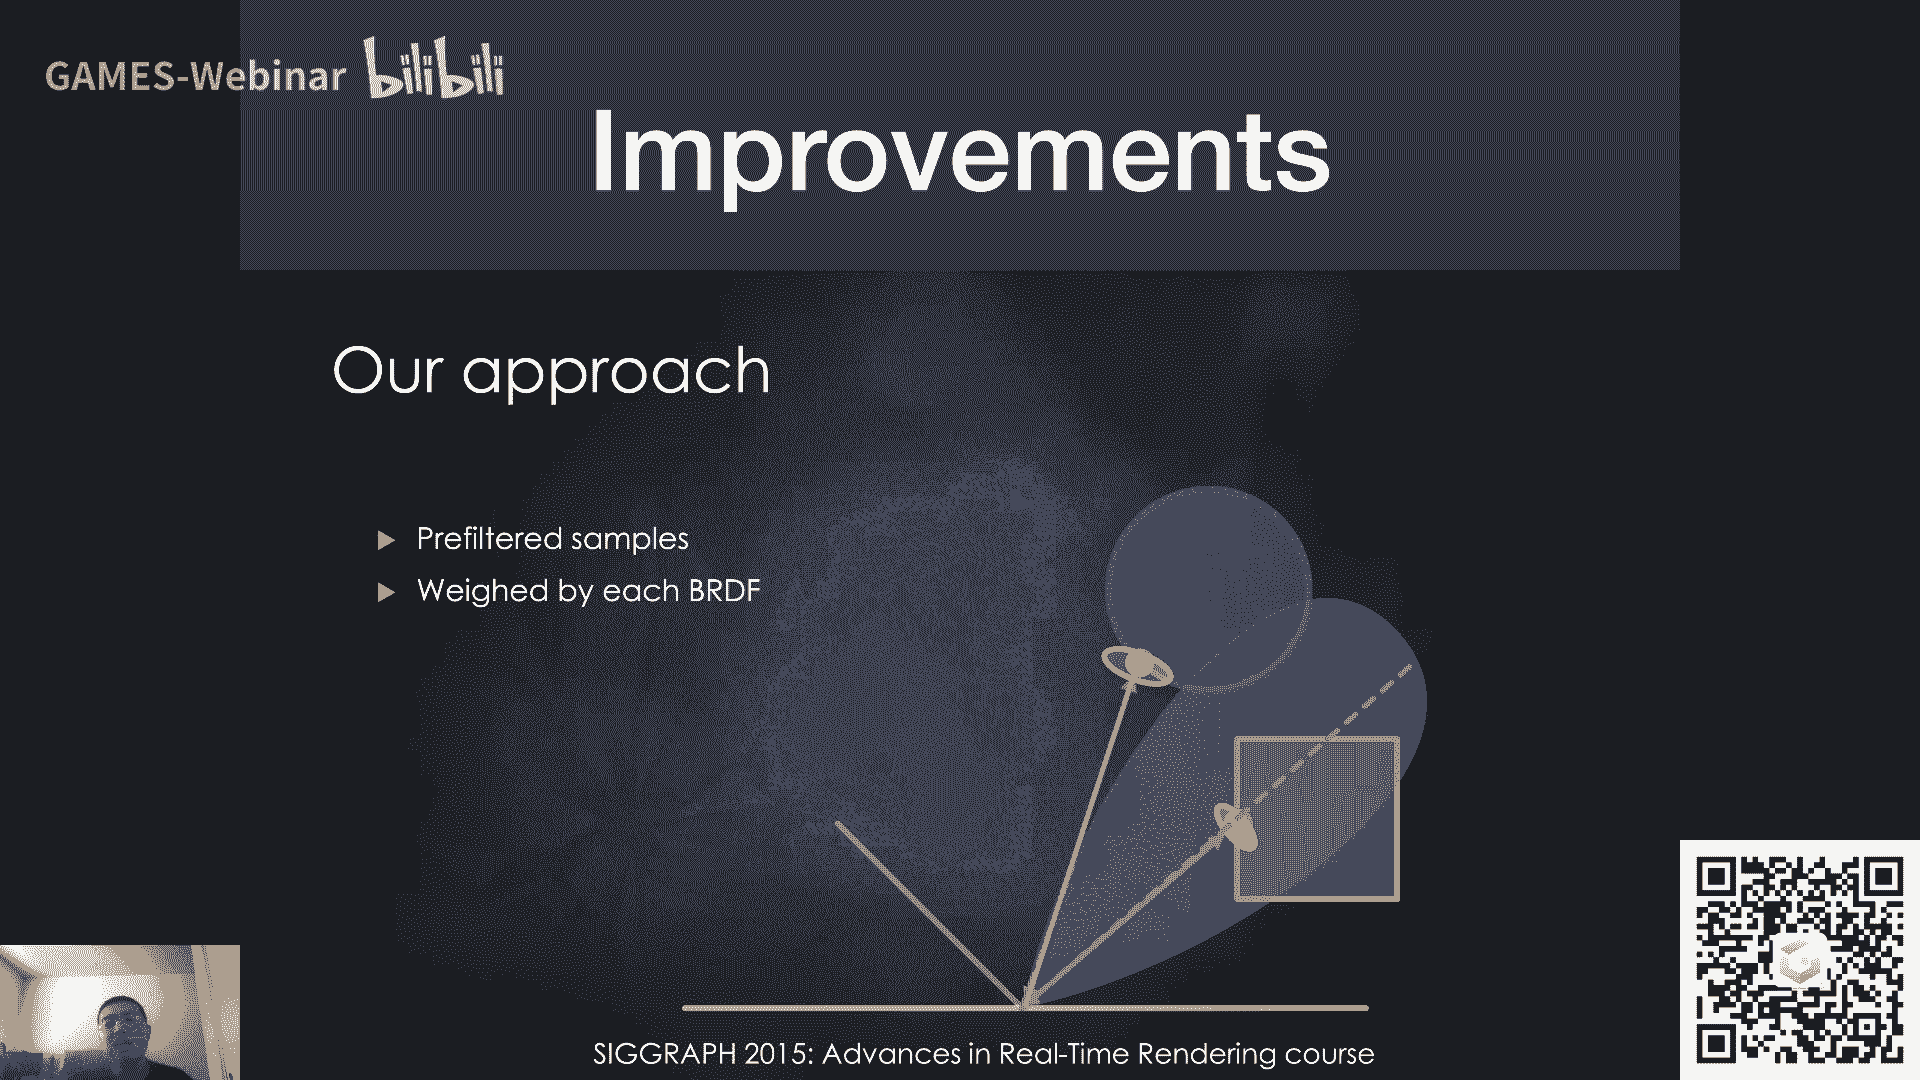 GAMES-Webinar bilibili
Improvements
Our approach
Prefiltered samples
Weighed by each BRDF
SIGGRAPH 2015: Advances in Real-Time Rendering course